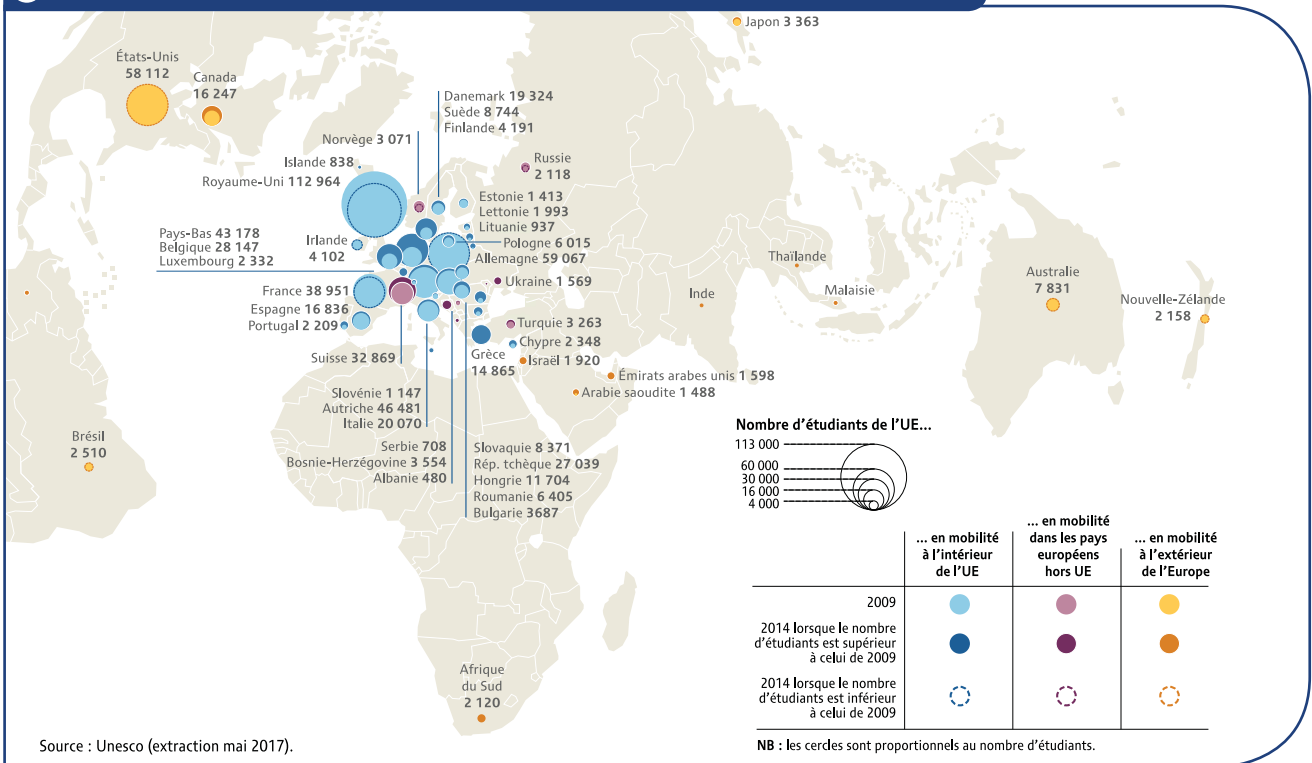 Japon 3 363
États-Unis
58 112
Canada
16 247
Danemark 19 324
Suède 8 744
Finlande 4 191
Norvège 3 071
Islande 838
Royaume-Uni 112 964
Russie
2 118
Estonie 1 413
Lettonie 1 993
Lituanie 937
Pologne 6 015
Allemagne 59 067
Pays-Bas 43 178
Belgique 28 147
Luxembourg 2 332
Irlande
4 102
Ukraine 1 569
France 38 951
Espagne 16 836
Portugal 2 209
Suisse 32 869
Turquie 3 263
Chypre 2 348
Israël 1 920
Grèce
14 865
Émirats arabes unis 1 598
Arabie saoudite 1 488
Thaïlande
Malaisie
Inde
Australie
7 831
Nouvelle-Zélande
2 158
Slovénie 1 147
Autriche 46 481
Italie 20 070
Serbie 708
Bosnie-Herzégovine 3 554
Albanie 480
Slovaquie 8 371
Rép. tchèque 27 039
Hongrie 11 704
Roumanie 6 405
Bulgarie 3687
Brésil
2 510
Afrique
du Sud
2 120
Nombre d'étudiants de l'UE...
113 000
60 000
30 000
16 000
4 000
... en mobilité
à l'intérieur
de l'UE
... en mobilité
dans les pays
européens
hors UE
... en mobilité
à l'extérieur
de l'Europe
2009
2014 lorsque le nombre
d'étudiants est supérieur
à celui de 2009
2014 lorsque le nombre
d'étudiants est inférieur
à celui de 2009
Source : Unesco (extraction mai 2017).
NB : les cercles sont proportionnels au nombre d'étudiants.